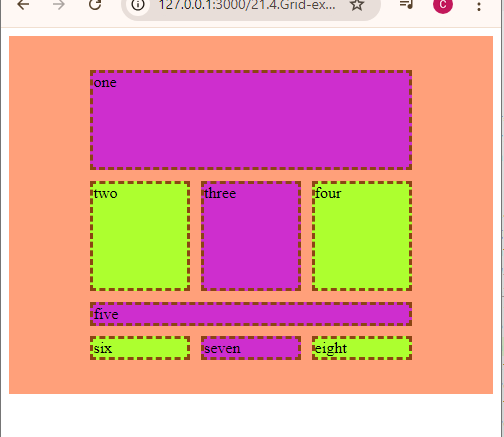 127.0.0.1:3000/21.4.Grid-ex...
C
one
two three four
five
six seven eight